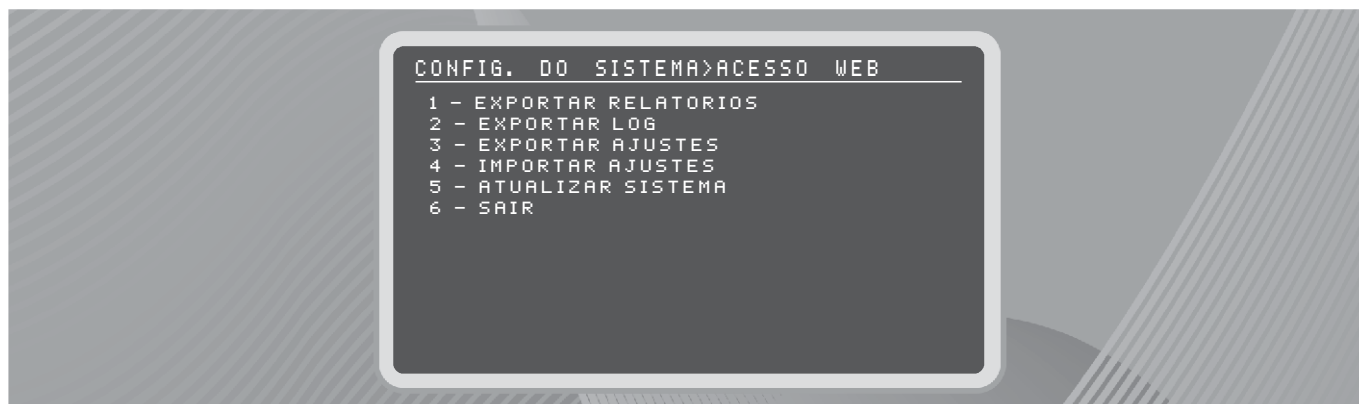 CONFIG. DO SISTEMA>ACESSO WEB
1 - EXPORTAR RELATORIOS
2 - EXPORTAR LOG
3 - EXPORTAR AJUSTES
4 - IMPORTAR AJUSTES
5 - ATUALIZAR SISTEMA
6 - SAIR